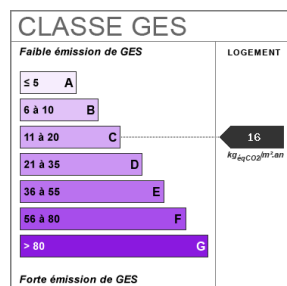 CLASSE GES
Faible émission de GES
LOGEMENT
≤ 5 A
6 à 10 B
11 à 20 C
16
kgéqCO2/m².an
21 à 35 D
36 à 55 E
56 à 80 F
> 80 G
Forte émission de GES